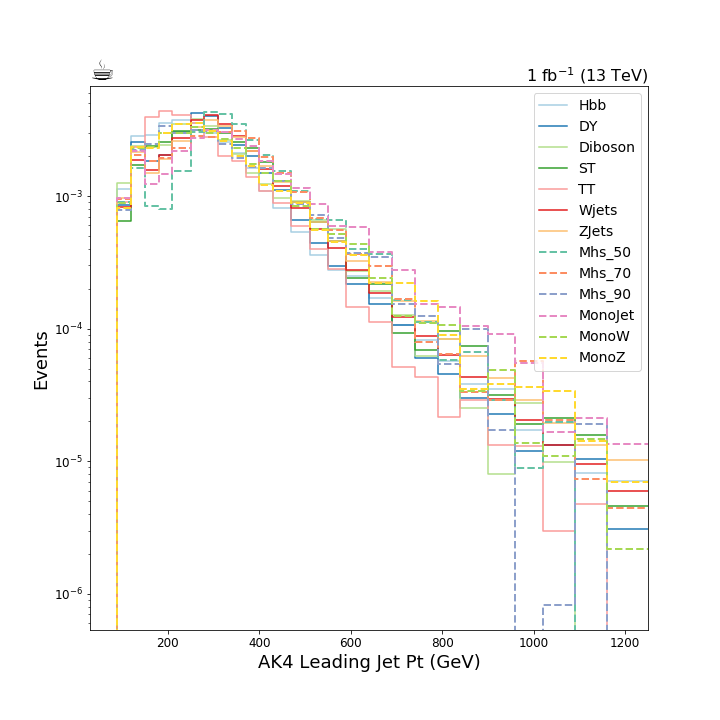 1 fb⁻¹ (13 TeV)
Hbb
DY
Diboson
ST
TT
Wjets
ZJets
Mhs_50
Mhs_70
Mhs_90
MonoJet
MonoW
MonoZ
10⁻³
10⁻⁴
10⁻⁵
10⁻⁶
Events
200 400 600 800 1000 1200
AK4 Leading Jet Pt (GeV)